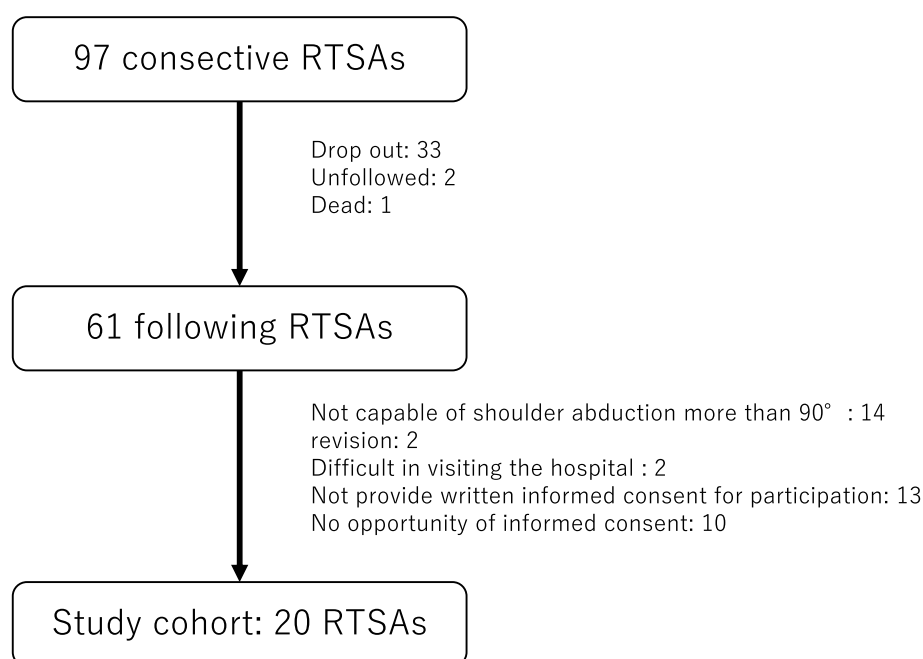 97 consective RTSAs
Drop out: 33
Unfollowed: 2
Dead: 1
61 following RTSAs
Not capable of shoulder abduction more than 90° : 14
revision: 2
Difficult in visiting the hospital : 2
Not provide written informed consent for participation: 13
No opportunity of informed consent: 10
Study cohort: 20 RTSAs